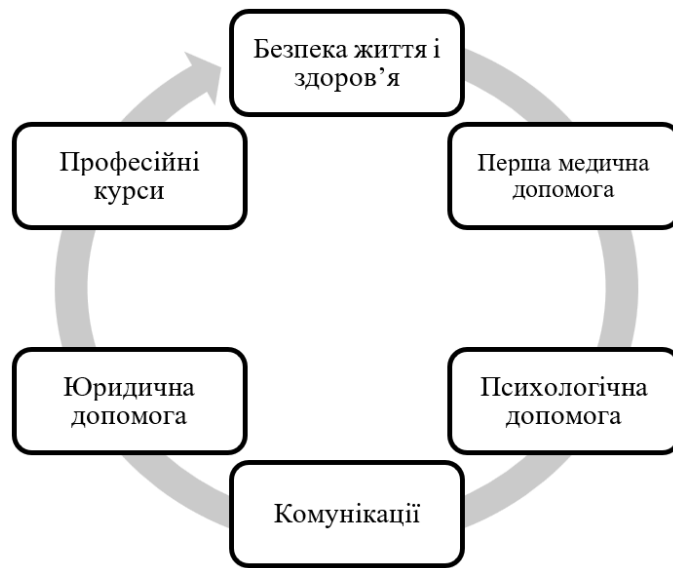 Безпека життя і
здоров’я
Перша медична
допомога
Психологічна
допомога
Комунікації
Юридична
допомога
Професійні
курси